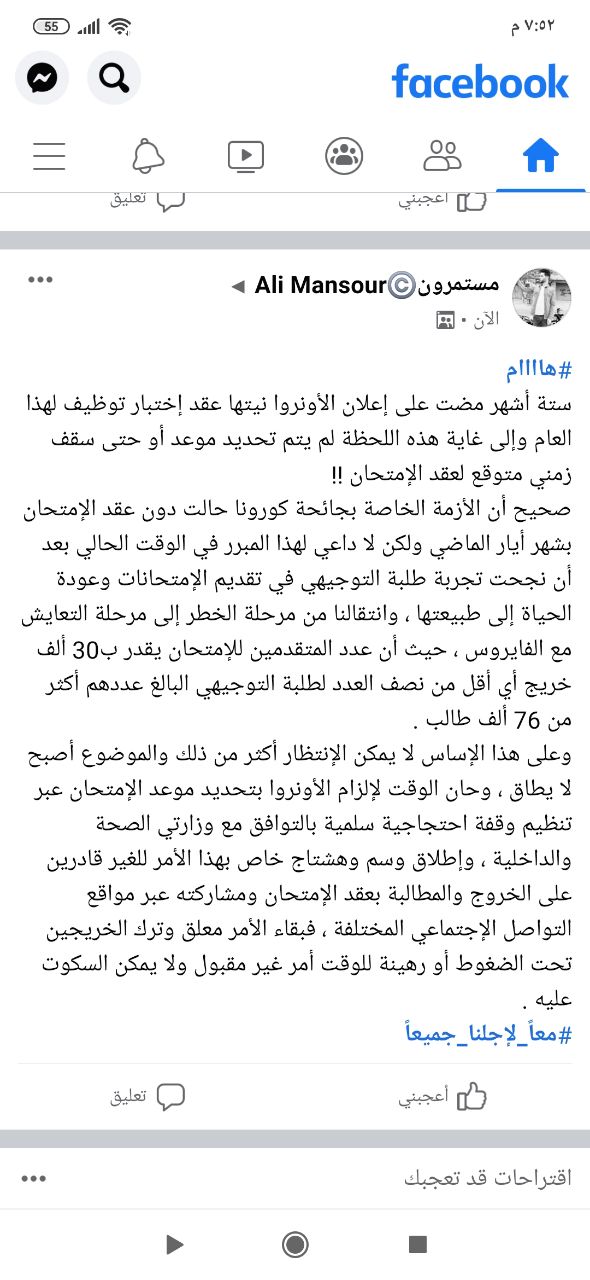 ٧:٥٢ م
55
facebook
أعجبني
تعليق
مستمرون©Ali Mansour ◄
الآن ·
#هاااام
ستة أشهر مضت على إعلان الأونروا نيتها عقد إختبار توظيف لهذا
العام وإلى غاية هذه اللحظة لم يتم تحديد موعد أو حتى سقف
زمني متوقع لعقد الإمتحان !!
صحيح أن الأزمة الخاصة بجائحة كورونا حالت دون عقد الإمتحان
بشهر أيار الماضي ولكن لا داعي لهذا المبرر في الوقت الحالي بعد
أن نجحت تجربة طلبة التوجيهي في تقديم الإمتحانات وعودة
الحياة إلى طبيعتها ، وانتقالنا من مرحلة الخطر إلى مرحلة التعايش
مع الفايروس ، حيث أن عدد المتقدمين للإمتحان يقدر ب30 ألف
خريج أي أقل من نصف العدد لطلبة التوجيهي البالغ عددهم أكثر
من 76 ألف طالب .
وعلى هذا الإساس لا يمكن الإنتظار أكثر من ذلك والموضوع أصبح
لا يطاق ، وحان الوقت لإلزام الأونروا بتحديد موعد الإمتحان عبر
تنظيم وقفة احتجاجية سلمية بالتوافق مع وزارتي الصحة
والداخلية ، وإطلاق وسم وهشتاج خاص بهذا الأمر للغير قادرين
على الخروج والمطالبة بعقد الإمتحان ومشاركته عبر مواقع
التواصل الإجتماعي المختلفة ، فبقاء الأمر معلق وترك الخريجين
تحت الضغوط أو رهينة للوقت أمر غير مقبول ولا يمكن السكوت
عليه .
#معاً_لإجلنا_جميعاً
أعجبني
تعليق
اقتراحات قد تعجبك